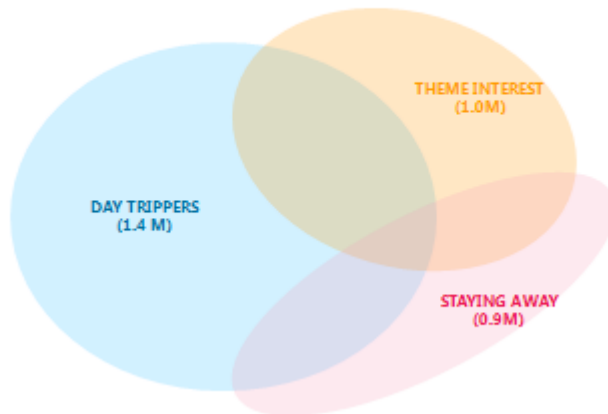 THEME INTEREST
(1.0M)
DAY TRIPPERS
(1.4 M)
STAYING AWAY
(0.9M)